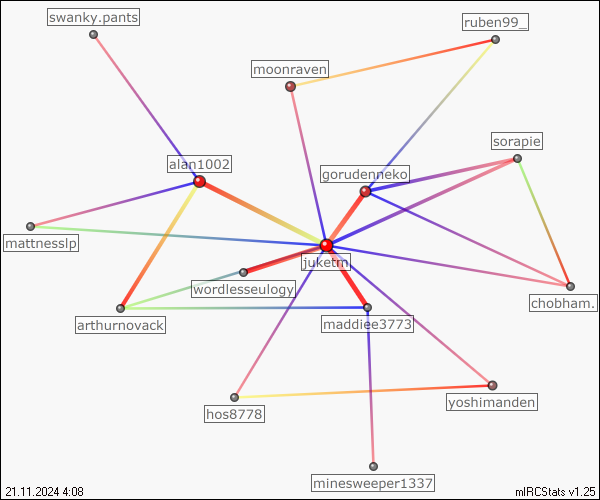 swanky.pants
ruben99_
moonraven
sorapie
alan1002
gorudenneko
mattnesslp
juketm
wordlesseulogy
chobham.
arthurnovack
maddiee3773
yoshimanden
hos8778
minesweeper1337
21.11.2024 4:08
mIRCStats v1.25